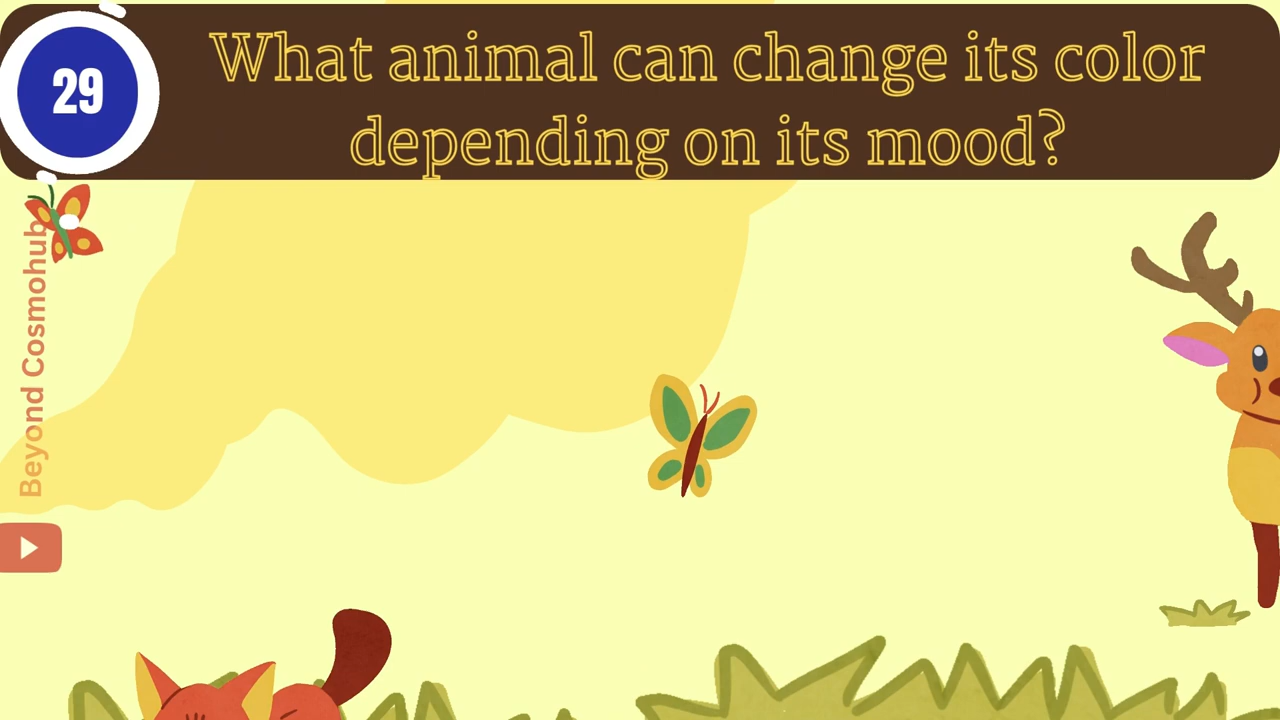 29
What animal can change its color
depending on its mood?
Beyond Cosmohub